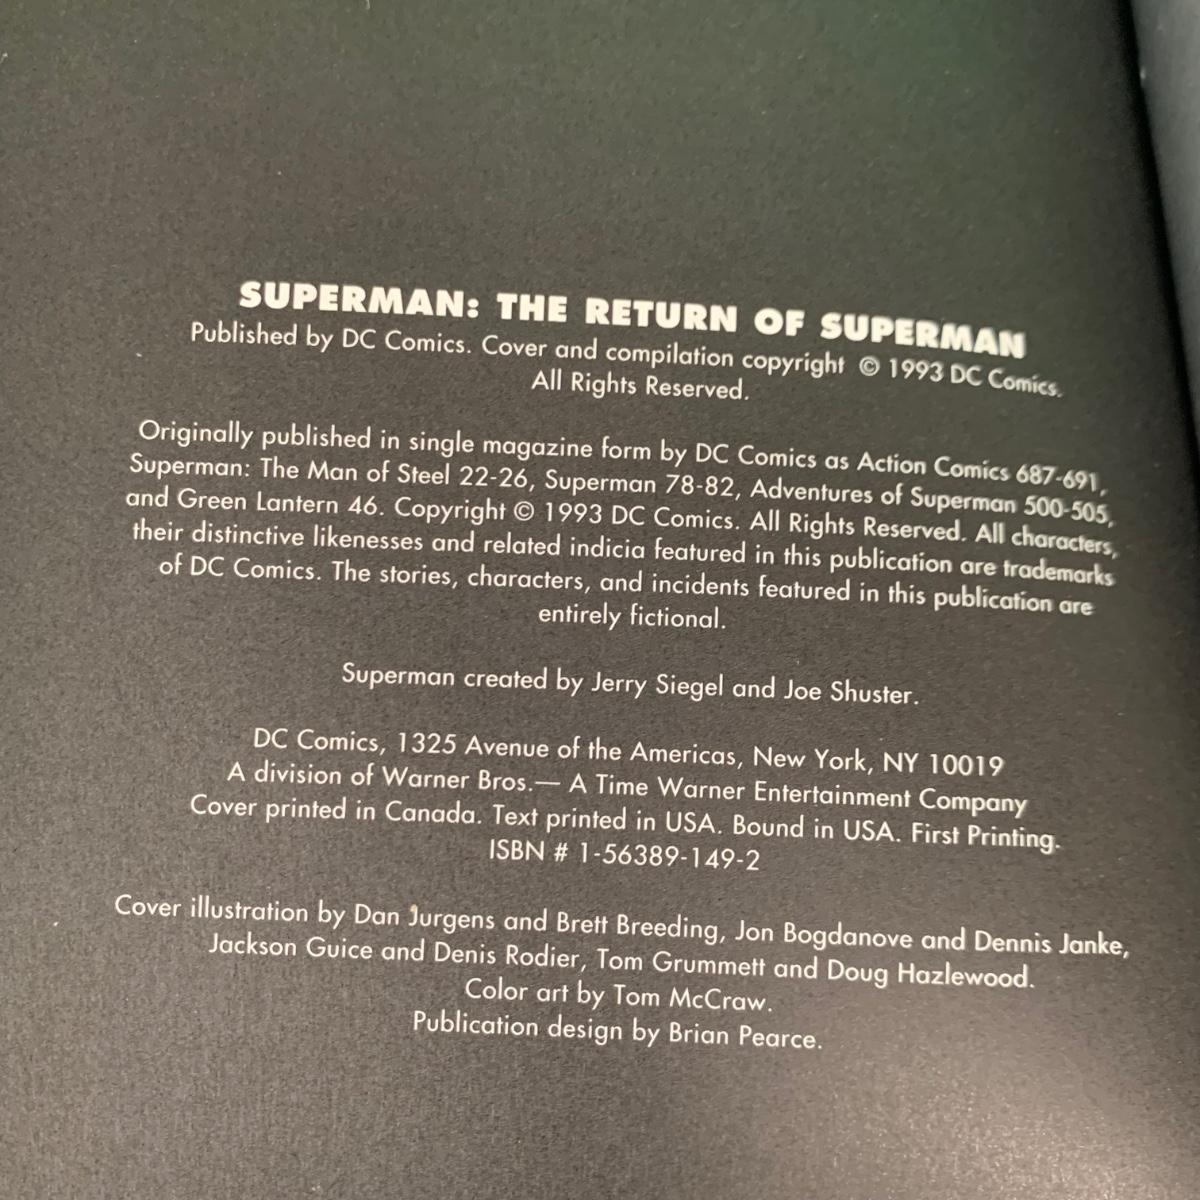 SUPERMAN: THE RETURN OF SUPERMAN
Published by DC Comics. Cover and compilation copyright © 1993 DC Comics.
All Rights Reserved.
Originally published in single magazine form by DC Comics as Action Comics 687-691,
Superman: The Man of Steel 22-26, Superman 78-82, Adventures of Superman 500-505,
and Green Lantern 46. Copyright © 1993 DC Comics. All Rights Reserved. All characters,
their distinctive likenesses and related indicia featured in this publication are trademarks
of DC Comics. The stories, characters, and incidents featured in this publication are
entirely fictional.
Superman created by Jerry Siegel and Joe Shuster.
DC Comics, 1325 Avenue of the Americas, New York, NY 10019
A division of Warner Bros.— A Time Warner Entertainment Company
Cover printed in Canada. Text printed in USA. Bound in USA. First Printing.
ISBN # 1-56389-149-2
Cover illustration by Dan Jurgens and Brett Breeding, Jon Bogdanove and Dennis Janke,
Jackson Guice and Denis Rodier, Tom Grummett and Doug Hazlewood.
Color art by Tom McCraw.
Publication design by Brian Pearce.